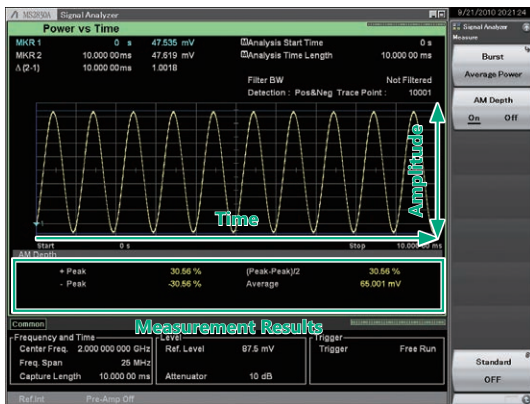 MS2830A Signal Analyzer
9/21/2010 20:21:24
Power vs Time
Signal Analyzer
Measure
MKR 1 0 s 47.535 mV Analysis Start Time 0 s
MKR 2 10.000 00 ms 47.619 mV Analysis Time Length 10.000 00 ms
Δ (2-1) 10.000 00 ms 1.0018
Filter BW Not Filtered
Detection : Pos&Neg Trace Point : 10001
Burst
Average Power
AM Depth
On Off
Amplitude
Time
Start 0 s Stop 10.000 00 ms
AM Depth
+ Peak 30.56 % (Peak-Peak)/2 30.56 %
- Peak -30.56 % Average 65.001 mV
Measurement Results
Common
Frequency and Time Level Trigger
Center Freq. 2.000 000 000 GHz Ref. Level 87.5 mV Trigger Free Run
Freq. Span 25 MHz
Capture Length 10.000 00 ms Attenuator 10 dB
Standard
OFF
Ref.Int Pre-Amp Off